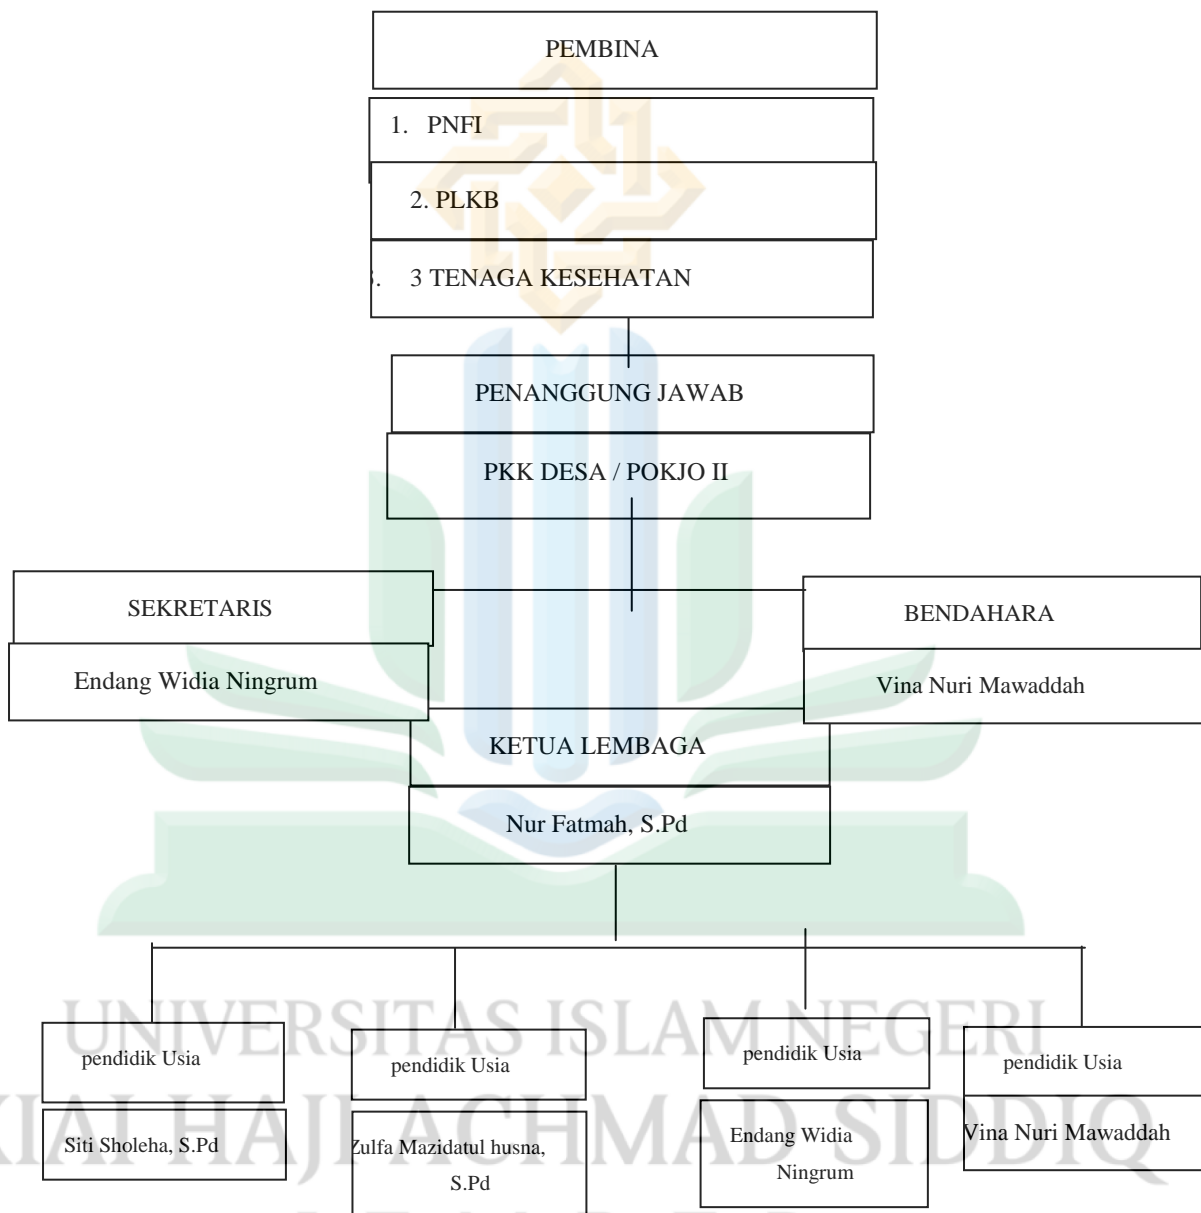 PEMBINA
1. PNFI
2. PLKB
3 TENAGA KESEHATAN
PENANGGUNG JAWAB
PKK DESA / POKJO II
SEKRETARIS
Endang Widia Ningrum
BENDAHARA
Vina Nuri Mawaddah
KETUA LEMBAGA
Nur Fatmah, S.Pd
pendidik Usia
Siti Sholeha, S.Pd
pendidik Usia
Zulfa Mazidatul husna,
S.Pd
pendidik Usia
Endang Widia
Ningrum
pendidik Usia
Vina Nuri Mawaddah
UNIVERSITAS ISLAM NEGERI
KIAI HAJI ACHMAD SIDDIQ